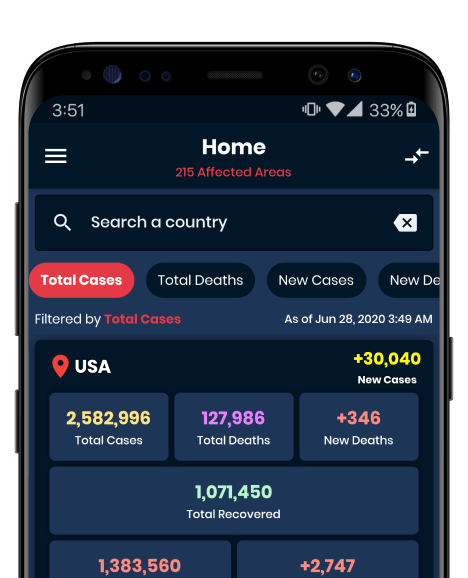 3:51 33%
Home
215 Affected Areas
Search a country
Total Cases Total Deaths New Cases New De
Filtered by Total Cases As of Jun 28, 2020 3:49 AM
USA +30,040
New Cases
2,582,996 127,986 +346
Total Cases Total Deaths New Deaths
1,071,450
Total Recovered
1,383,560 +2,747